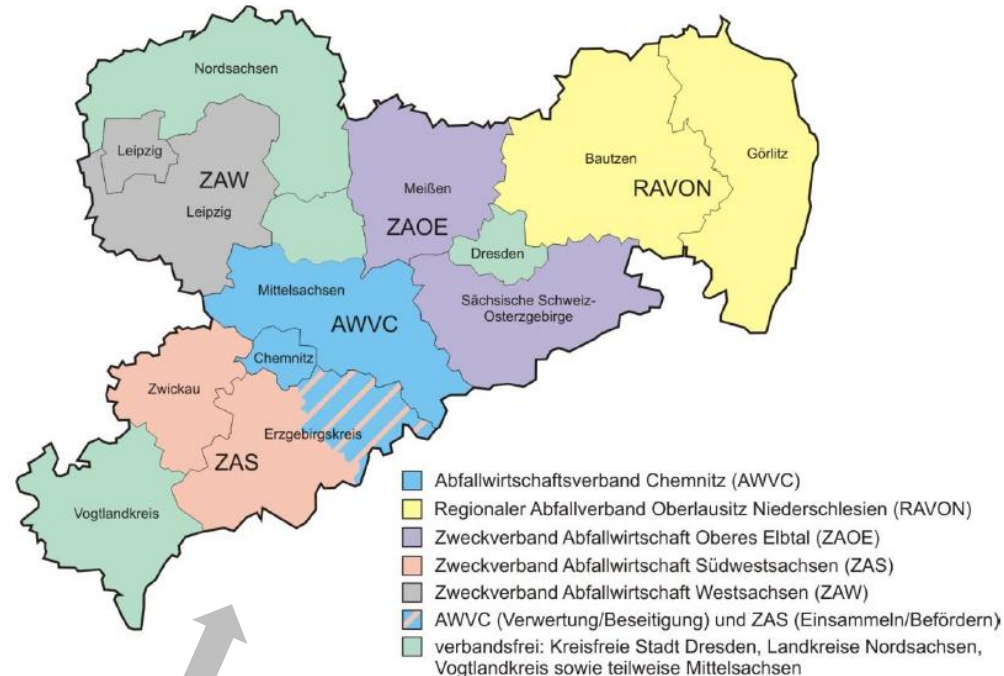 Nordsachsen
Leipzig
ZAW
Leipzig
Meißen
ZAOE
Bautzen
RAVON
Görlitz
Dresden
Mittelsachsen
AWVC
Sächsische Schweiz-
Osterzgebirge
Chemnitz
Zwickau
Erzgebirgskreis
ZAS
Vogtlandkreis
Abfallwirtschaftsverband Chemnitz (AWVC)
Regionaler Abfallverband Oberlausitz Niederschlesien (RAVON)
Zweckverband Abfallwirtschaft Oberes Elbtal (ZAOE)
Zweckverband Abfallwirtschaft Südwestsachsen (ZAS)
Zweckverband Abfallwirtschaft Westsachsen (ZAW)
AWVC (Verwertung/Beseitigung) und ZAS (Einsammeln/Befördern)
verbandsfrei: Kreisfreie Stadt Dresden, Landkreise Nordsachsen,
Vogtlandkreis sowie teilweise Mittelsachsen